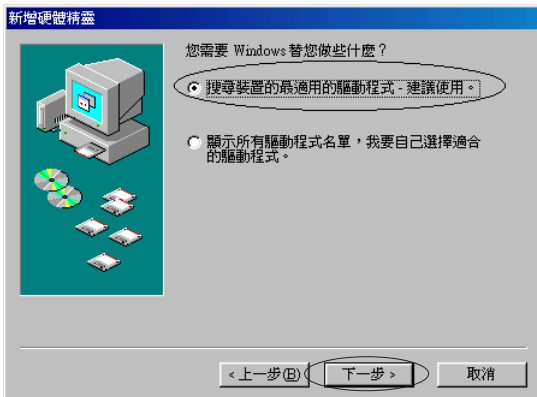 新增硬體精靈
您需要 Windows 替您做些什麼？
搜尋裝置的最適用的驅動程式 - 建議使用。
顯示所有驅動程式名單，我要自己選擇適合
的驅動程式。
<上一步(B)
下一步 >
取消